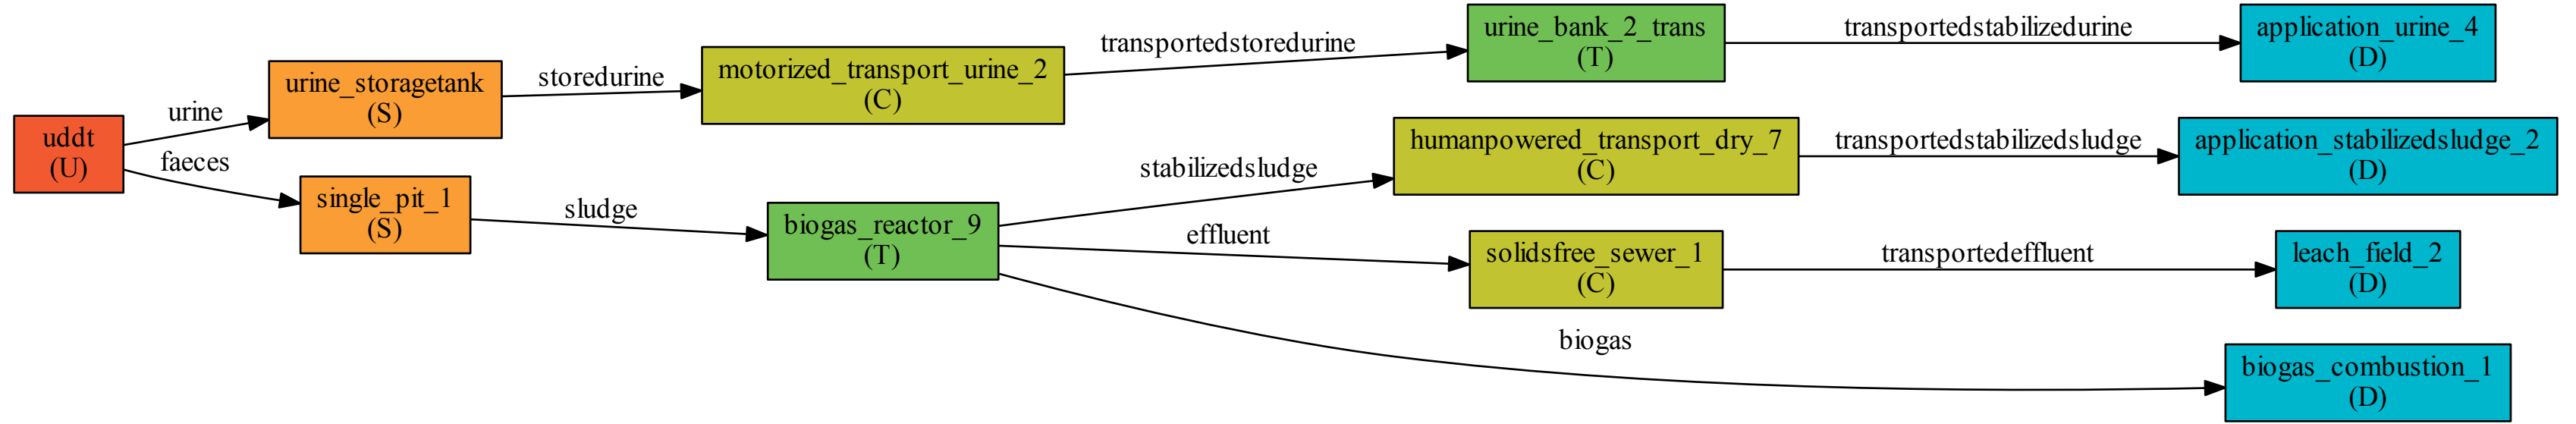 uddt
(U)
urine
faeces
urine_storagetank
(S)
single_pit_1
(S)
storedurine
sludge
motorized_transport_urine_2
(C)
biogas_reactor_9
(T)
transportedstoredurine
stabilizedsludge
effluent
biogas
urine_bank_2_trans
(T)
humanpowered_transport_dry_7
(C)
solidsfree_sewer_1
(C)
transportedstabilizedurine
transportedstabilizedsludge
transportedeffluent
application_urine_4
(D)
application_stabilizedsludge_2
(D)
leach_field_2
(D)
biogas_combustion_1
(D)